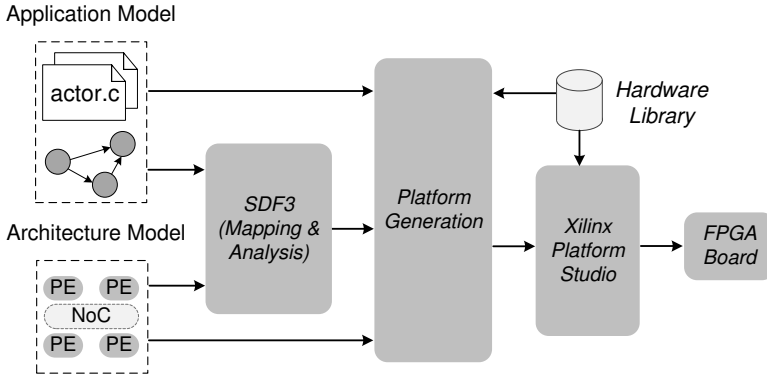 Application Model
actor.c
SDF3
(Mapping &
Analysis)
Platform
Generation
Hardware
Library
Xilinx
Platform
Studio
FPGA
Board
Architecture Model
PE PE
NoC
PE PE